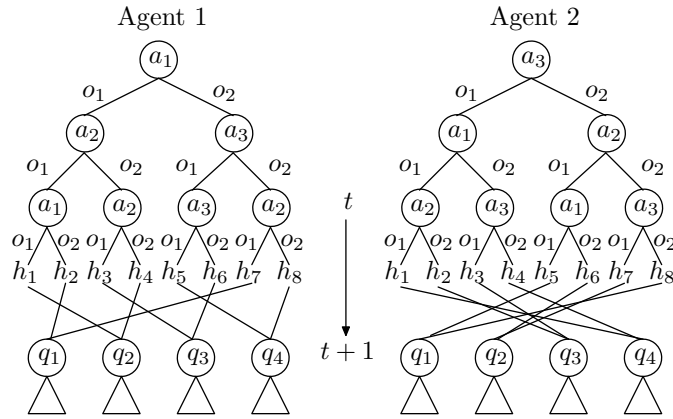 Agent 1 Agent 2
a₁ a₃
o₁ o₂ o₁ o₂
a₂ a₃ a₁ a₂
o₁ o₂ o₁ o₂ o₁ o₂ o₁ o₂
a₁ a₂ a₃ a₂ t a₂ a₃ a₁ a₃
o₁ o₂ o₁ o₂ o₁ o₂ o₁ o₂ o₁ o₂ o₁ o₂ o₁ o₂ o₁ o₂
h₁ h₂ h₃ h₄ h₅ h₆ h₇ h₈ h₁ h₂ h₃ h₄ h₅ h₆ h₇ h₈
q₁ q₂ q₃ q₄ t + 1 q₁ q₂ q₃ q₄